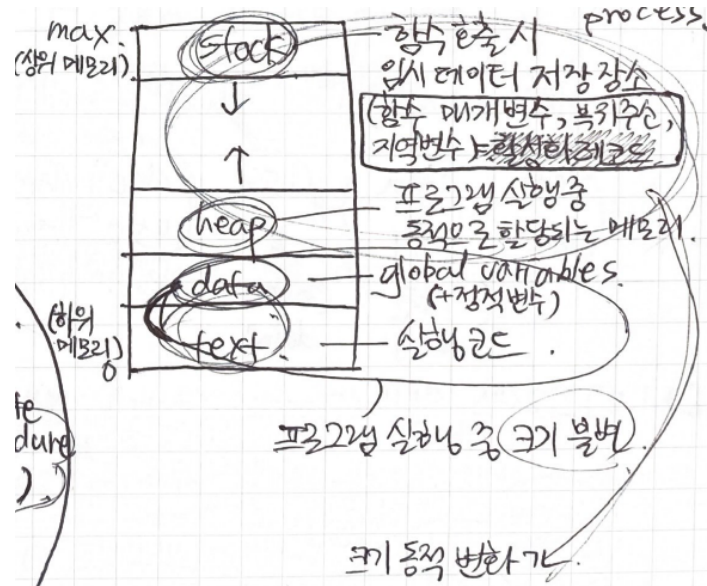 process.
max.
(상위 메모리)
stack
함수 호출 시
임시 데이터 저장 장소
(함수 매개변수, 복귀주소,
지역변수) = 활성화 레코드
heap
프로그램 실행 중
동적으로 할당되는 메모리.
data
global variables.
(+정적변수)
(하위
메모리)
0
text
실행 코드.
dure
)
프로그램 실행 중 크기 불변.
크기 동적 변화 가.